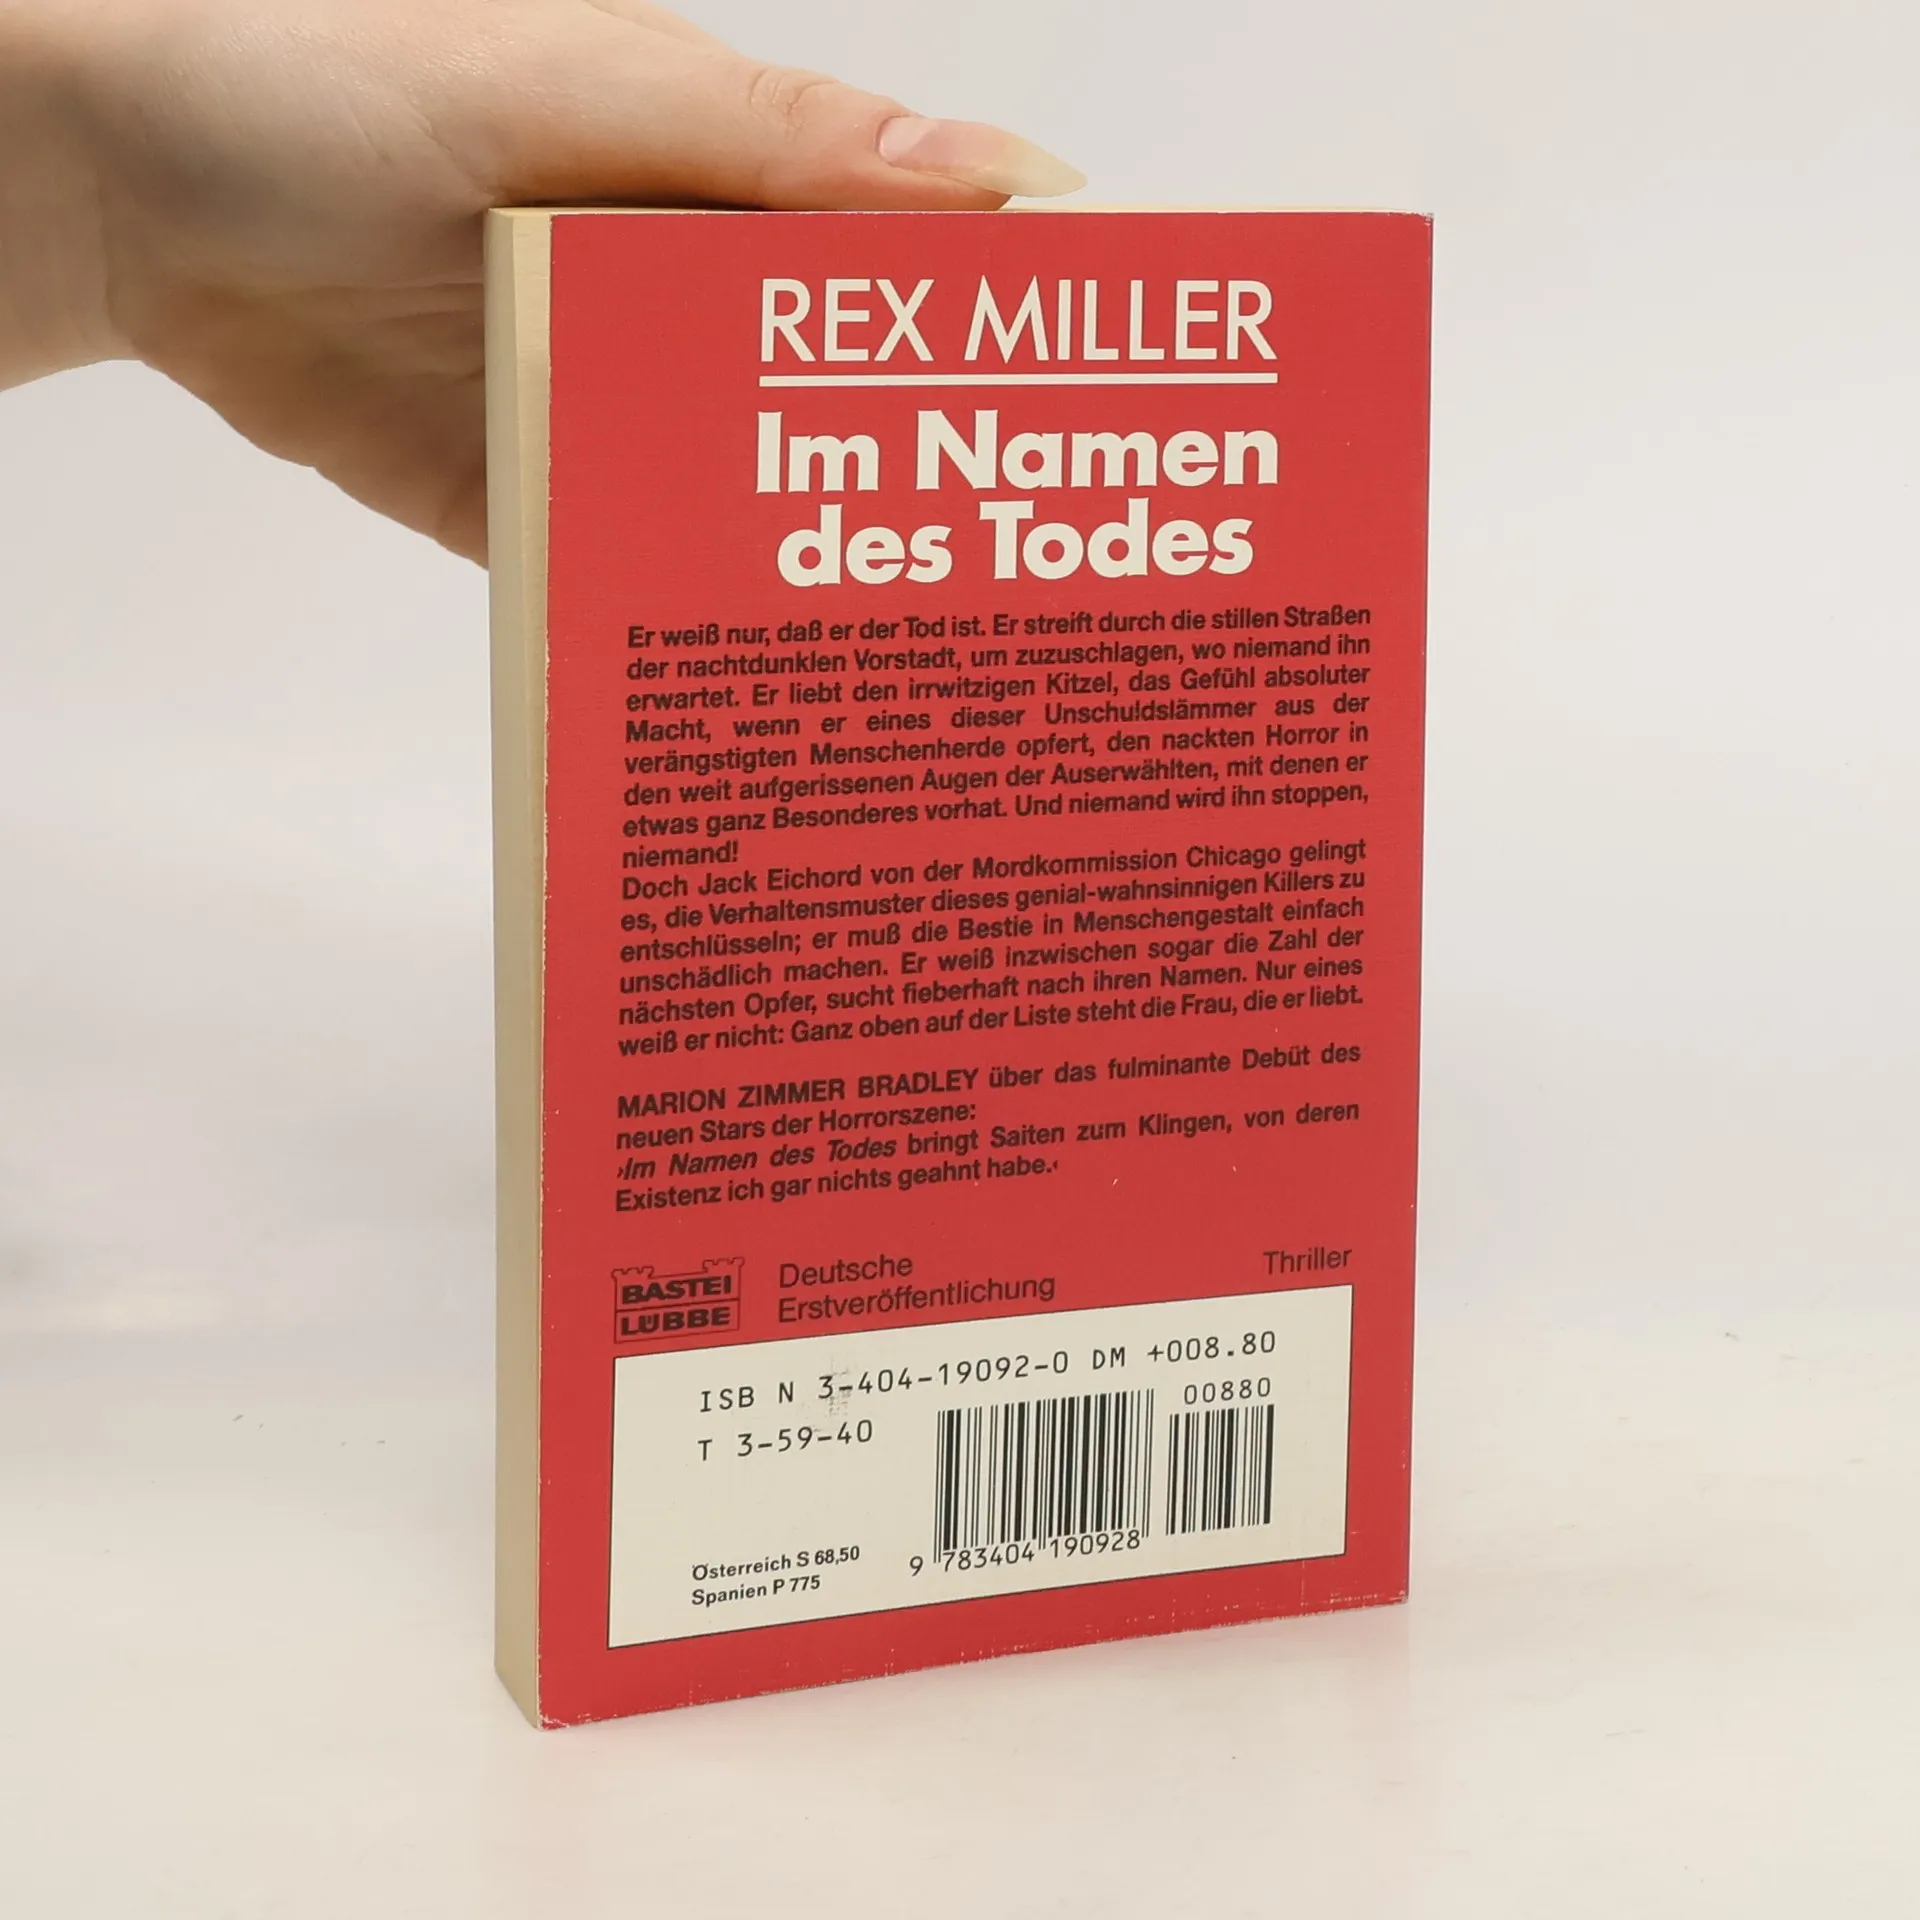 REX MILLER
Im Namen
des Todes
Er weiß nur, daß er der Tod ist. Er streift durch die stillen Straßen
der nachtdunklen Vorstadt, um zuzuschlagen, wo niemand ihn
erwartet. Er liebt den irrwitzigen Kitzel, das Gefühl absoluter
Macht, wenn er eines dieser Unschuldslämmer aus der
verängstigten Menschenherde opfert, den nackten Horror in
den weit aufgerissenen Augen der Auserwählten, mit denen er
etwas ganz Besonderes vorhat. Und niemand wird ihn stoppen,
niemand!
Doch Jack Eichord von der Mordkommission Chicago gelingt
es, die Verhaltensmuster dieses genial-wahnsinnigen Killers zu
entschlüsseln; er muß die Bestie in Menschengestalt einfach
unschädlich machen. Er weiß inzwischen sogar die Zahl der
nächsten Opfer, sucht fieberhaft nach ihren Namen. Nur eines
weiß er nicht: Ganz oben auf der Liste steht die Frau, die er liebt.
MARION ZIMMER BRADLEY über das fulminante Debüt des
neuen Stars der Horrorszene:
›Im Namen des Todes bringt Saiten zum Klingen, von deren
Existenz ich gar nichts geahnt habe.‹
BASTEI
LÜBBE
Deutsche
Erstveröffentlichung
Thriller
ISB N 3-404-19092-0 DM +008.80
T 3-59-40
00880
Österreich S 68,50
Spanien P 775
9 783404 190928